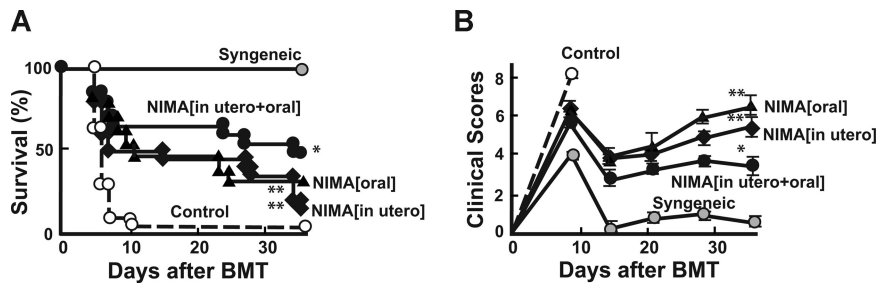 A
Syngeneic
100
50
0
NIMA[in utero+oral]
*
NIMA[oral]
**
**
NIMA[in utero]
Control
0 10 20 30
Days after BMT
Survival (%)
B
Control
8
6
4
2
0
**
NIMA[oral]
**
NIMA[in utero]
*
NIMA[in utero+oral]
Syngeneic
0 10 20 30
Days after BMT
Clinical Scores